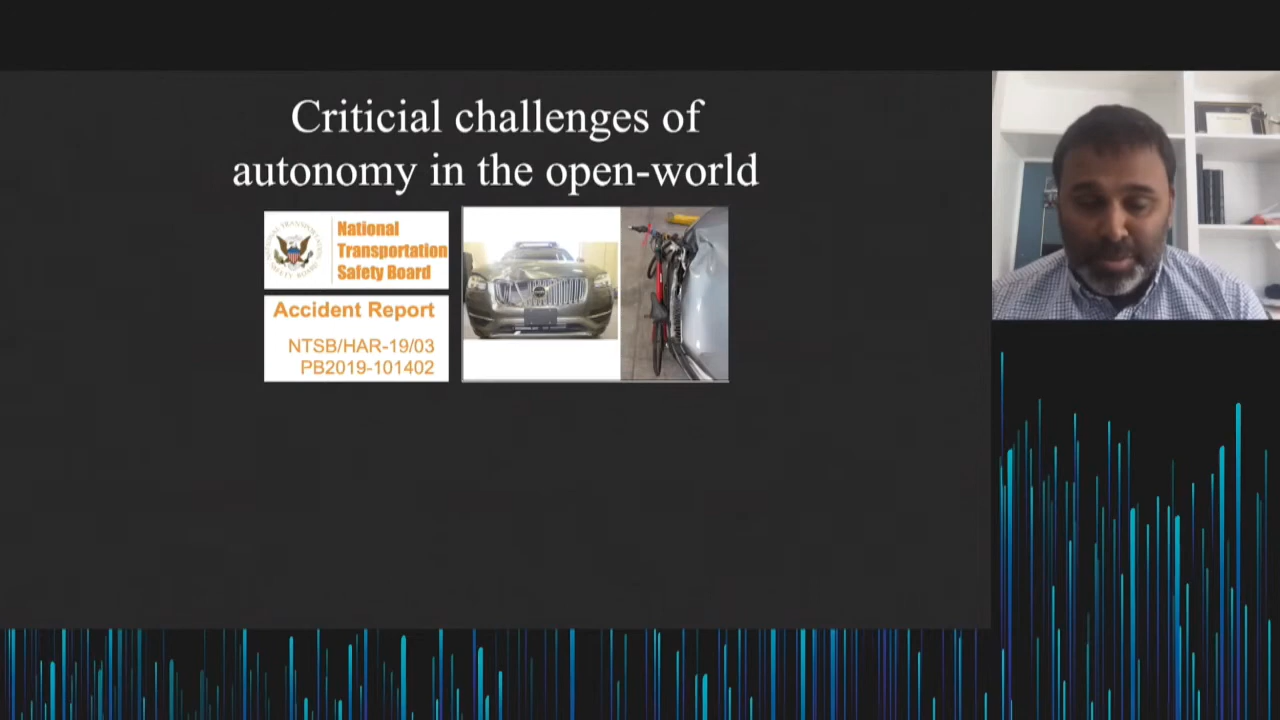 Criticial challenges of
autonomy in the open-world
National
Transportation
Safety Board
Accident Report
NTSB/HAR-19/03
PB2019-101402